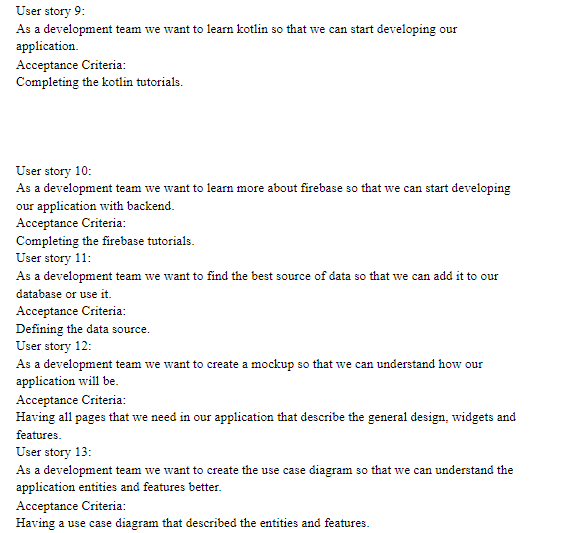 User story 9:
As a development team we want to learn kotlin so that we can start developing our
application.
Acceptance Criteria:
Completing the kotlin tutorials.
User story 10:
As a development team we want to learn more about firebase so that we can start developing
our application with backend.
Acceptance Criteria:
Completing the firebase tutorials.
User story 11:
As a development team we want to find the best source of data so that we can add it to our
database or use it.
Acceptance Criteria:
Defining the data source.
User story 12:
As a development team we want to create a mockup so that we can understand how our
application will be.
Acceptance Criteria:
Having all pages that we need in our application that describe the general design, widgets and
features.
User story 13:
As a development team we want to create the use case diagram so that we can understand the
application entities and features better.
Acceptance Criteria:
Having a use case diagram that described the entities and features.